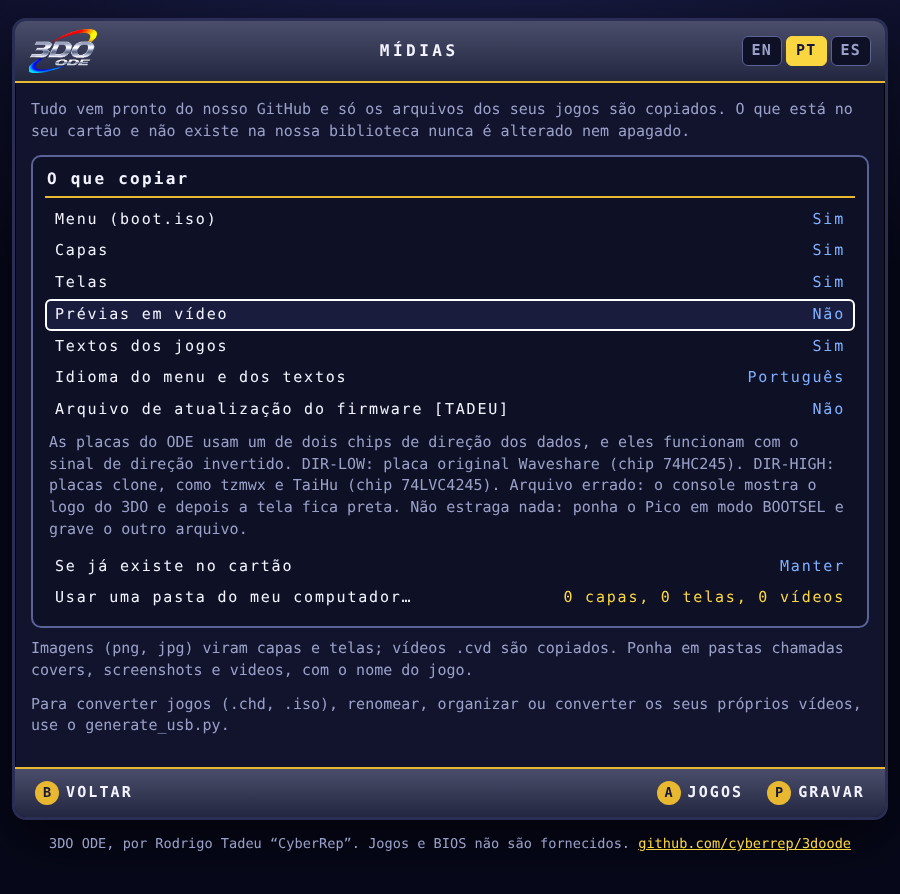 3DO
ODE
MÍDIAS
EN PT ES
Tudo vem pronto do nosso GitHub e só os arquivos dos seus jogos são copiados. O que está no
seu cartão e não existe na nossa biblioteca nunca é alterado nem apagado.
O que copiar
Menu (boot.iso) Sim
Capas Sim
Telas Sim
Prévias em vídeo Não
Textos dos jogos Sim
Idioma do menu e dos textos Português
Arquivo de atualização do firmware [TADEU] Não
As placas do ODE usam um de dois chips de direção dos dados, e eles funcionam com o
sinal de direção invertido. DIR-LOW: placa original Waveshare (chip 74HC245). DIR-HIGH:
placas clone, como tzmwx e TaiHu (chip 74LVC4245). Arquivo errado: o console mostra o
logo do 3DO e depois a tela fica preta. Não estraga nada: ponha o Pico em modo BOOTSEL e
grave o outro arquivo.
Se já existe no cartão Manter
Usar uma pasta do meu computador… 0 capas, 0 telas, 0 vídeos
Imagens (png, jpg) viram capas e telas; vídeos .cvd são copiados. Ponha em pastas chamadas
covers, screenshots e videos, com o nome do jogo.
Para converter jogos (.chd, .iso), renomear, organizar ou converter os seus próprios vídeos,
use o generate_usb.py.
B VOLTAR A JOGOS P GRAVAR
3DO ODE, por Rodrigo Tadeu “CyberRep”. Jogos e BIOS não são fornecidos. github.com/cyberrep/3doode